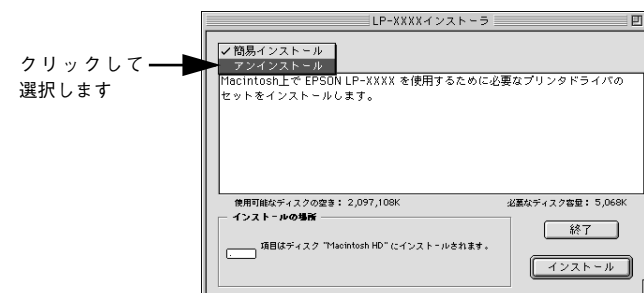 LP-XXXXインストーラ
✓簡易インストール
アンインストール
クリックして
選択します
Macintosh上で EPSON LP-XXXX を使用するために必要なプリンタドライバの
セットをインストールします。
使用可能なディスクの空き： 2,097,108K 必要なディスク容量： 5,068K
インストールの場所
項目はディスク "Macintosh HD" にインストールされます。
終了
インストール